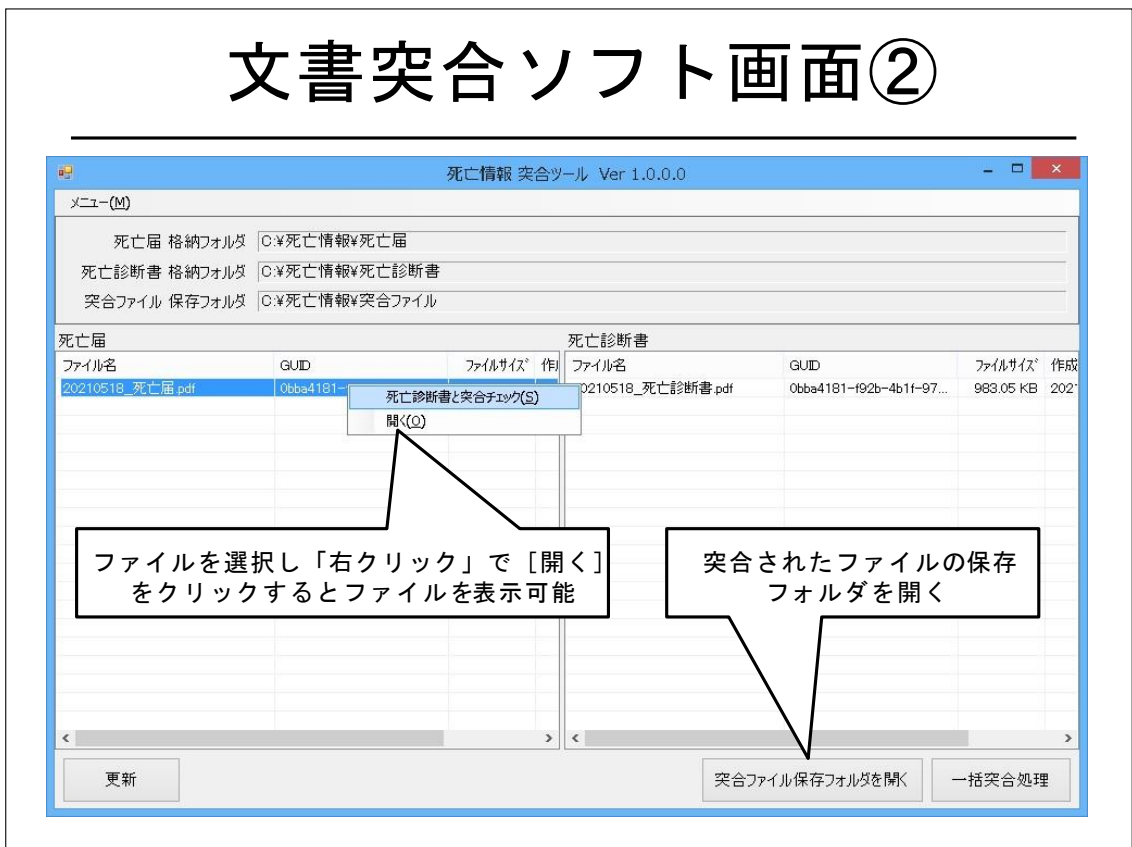 文書突合ソフト画面②
死亡情報 突合ツール Ver 1.0.0.0
メニュー(M)
死亡届 格納フォルダ C:¥死亡情報¥死亡届
死亡診断書 格納フォルダ C:¥死亡情報¥死亡診断書
突合ファイル 保存フォルダ C:¥死亡情報¥突合ファイル
死亡届 死亡診断書
ファイル名 GUID ファイルサイズ 作 ファイル名 GUID ファイルサイズ 作成
20210518_死亡届.pdf 0bba4181- 0210518_死亡診断書.pdf 0bba4181-f92b-4b1f-97... 983.05 KB 202
死亡診断書と突合チェック(S)
開く(O)
ファイルを選択し「右クリック」で[開く]
をクリックするとファイルを表示可能
突合されたファイルの保存
フォルダを開く
更新 突合ファイル保存フォルダを開く 一括突合処理